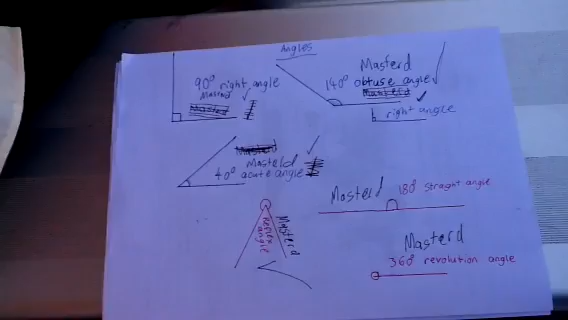 Angles
90° right angle
Masterd
140° obtuse angle
Masterd
right angle
Masterd
40° acute angle
Masterd
180° straght angle
Reflex
angle
Masterd
Masterd
360° revolution angle